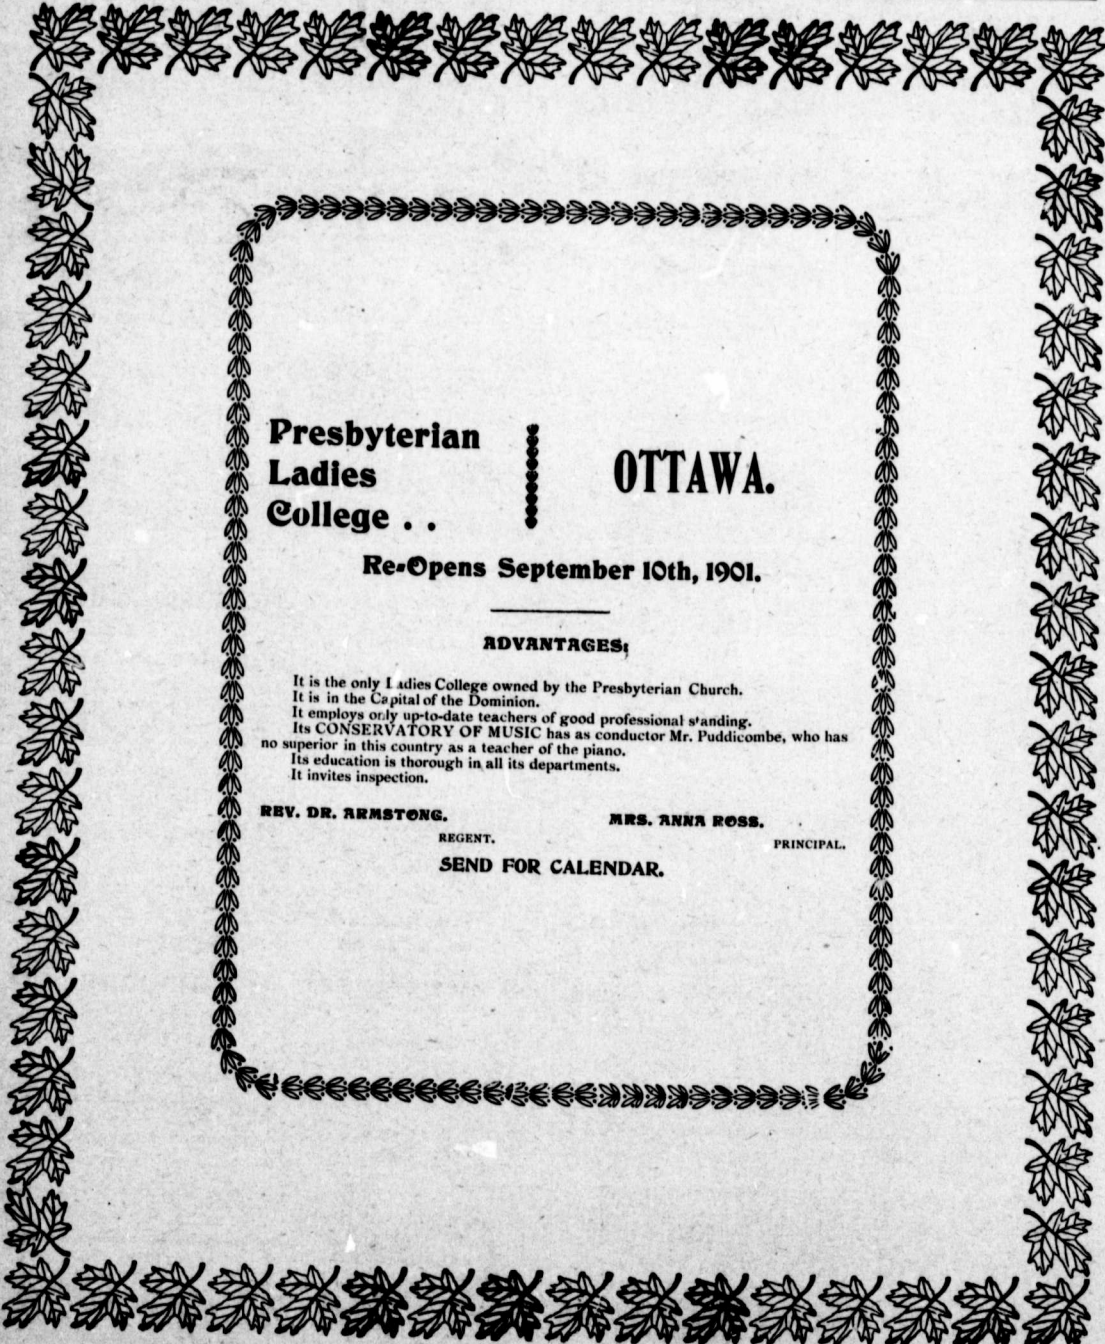 Presbyterian
Ladies
College . .
OTTAWA.
Re-Opens September 10th, 1901.
ADVANTAGES:
It is the only Ladies College owned by the Presbyterian Church.
It is in the Capital of the Dominion.
It employs only up-to-date teachers of good professional standing.
Its CONSERVATORY OF MUSIC has as conductor Mr. Puddicombe, who has
no superior in this country as a teacher of the piano.
Its education is thorough in all its departments.
It invites inspection.
REV. DR. ARMSTONG.
REGENT.
MRS. ANNA ROSS.
PRINCIPAL.
SEND FOR CALENDAR.